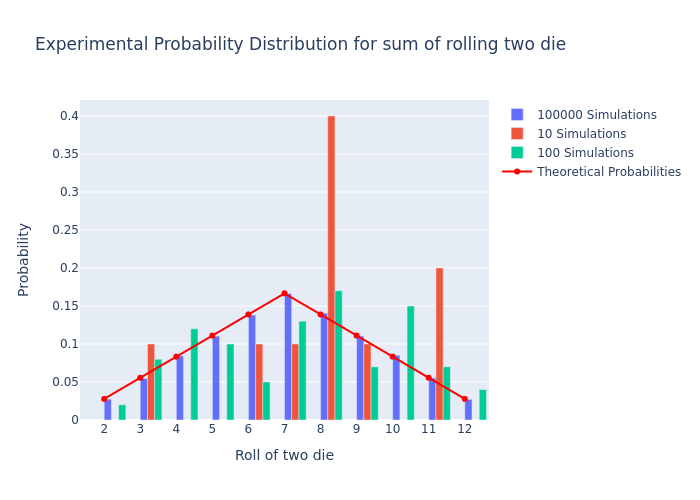 Experimental Probability Distribution for sum of rolling two die
100000 Simulations
10 Simulations
100 Simulations
Theoretical Probabilities
0.4
0.35
0.3
0.25
0.2
0.15
0.1
0.05
0
Probability
2 3 4 5 6 7 8 9 10 11 12
Roll of two die